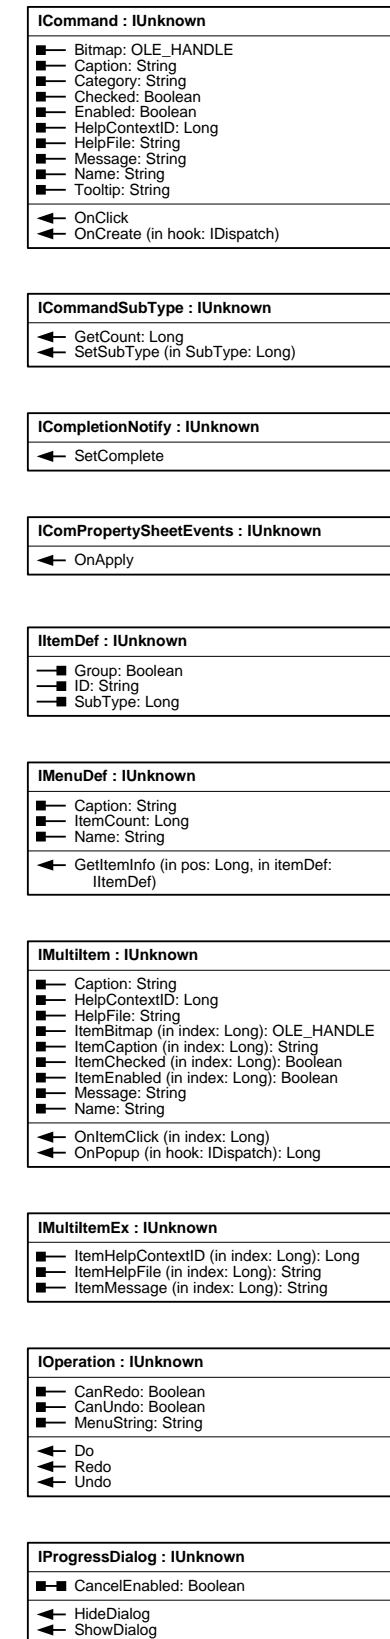 ICommand : IUnknown
Bitmap: OLE_HANDLE
Caption: String
Category: String
Checked: Boolean
Enabled: Boolean
HelpContextID: Long
HelpFile: String
Message: String
Name: String
Tooltip: String
OnClick
OnCreate (in hook: IDispatch)
ICommandSubType : IUnknown
GetCount: Long
SetSubType (in SubType: Long)
ICompletionNotify : IUnknown
SetComplete
IComPropertySheetEvents : IUnknown
OnApply
IItemDef : IUnknown
Group: Boolean
ID: String
SubType: Long
IMenuDef : IUnknown
Caption: String
ItemCount: Long
Name: String
GetItemInfo (in pos: Long, in itemDef:
IItemDef)
IMultiItem : IUnknown
Caption: String
HelpContextID: Long
HelpFile: String
ItemBitmap (in index: Long): OLE_HANDLE
ItemCaption (in index: Long): String
ItemChecked (in index: Long): Boolean
ItemEnabled (in index: Long): Boolean
Message: String
Name: String
OnItemClick (in index: Long)
OnPopup (in hook: IDispatch): Long
IMultiItemEx : IUnknown
ItemHelpContextID (in index: Long): Long
ItemHelpFile (in index: Long): String
ItemMessage (in index: Long): String
IOperation : IUnknown
CanRedo: Boolean
CanUndo: Boolean
MenuString: String
Do
Redo
Undo
IProgressDialog : IUnknown
CancelEnabled: Boolean
HideDialog
ShowDialog